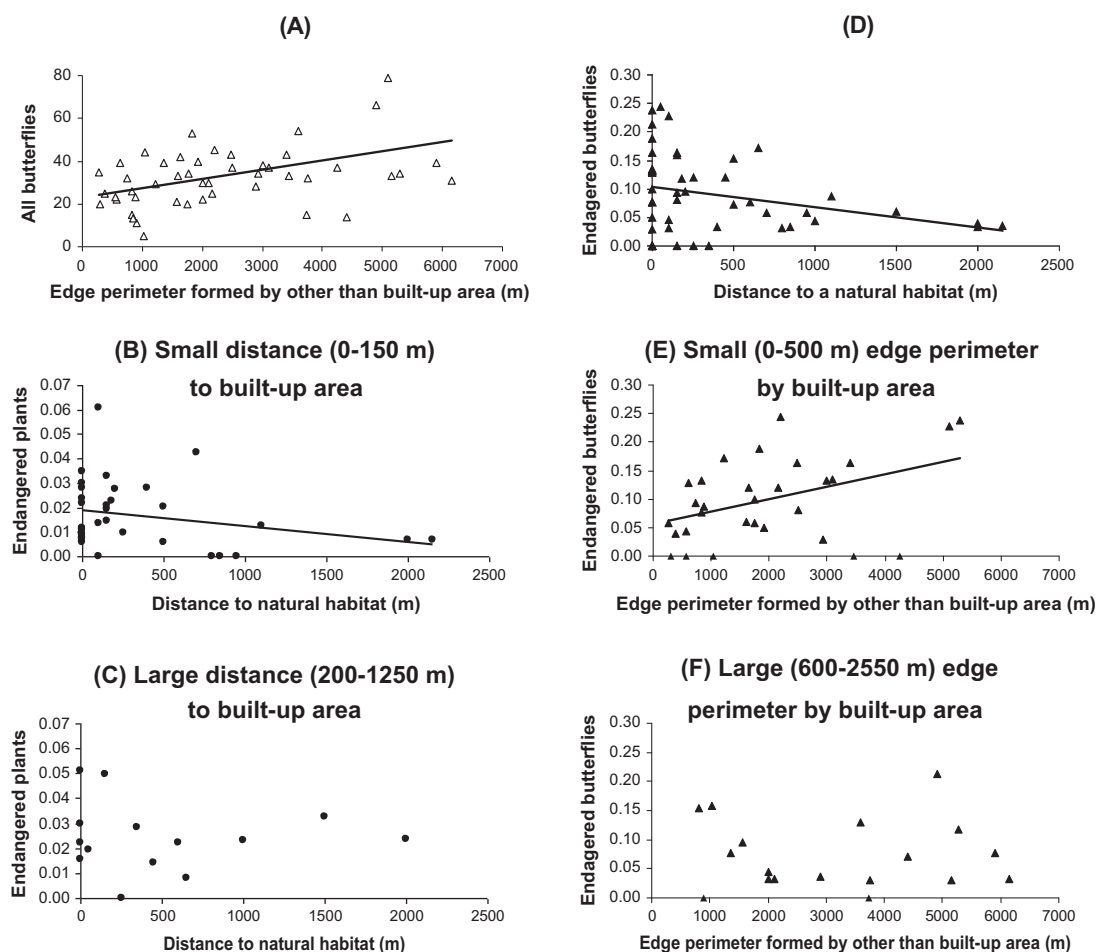 (A)
All butterflies
80
60
40
20
0
0 1000 2000 3000 4000 5000 6000 7000
Edge perimeter formed by other than built-up area (m)
(B) Small distance (0-150 m)
to built-up area
Endangered plants
0.07
0.06
0.05
0.04
0.03
0.02
0.01
0.00
0 500 1000 1500 2000 2500
Distance to natural habitat (m)
(C) Large distance (200-1250 m)
to built-up area
Endangered plants
0.07
0.06
0.05
0.04
0.03
0.02
0.01
0.00
0 500 1000 1500 2000 2500
Distance to natural habitat (m)
(D)
Endagered butterflies
0.30
0.25
0.20
0.15
0.10
0.05
0.00
0 500 1000 1500 2000 2500
Distance to a natural habitat (m)
(E) Small (0-500 m) edge perimeter
by built-up area
Endagered butterflies
0.30
0.25
0.20
0.15
0.10
0.05
0.00
0 1000 2000 3000 4000 5000 6000 7000
Edge perimeter formed by other than built-up area (m)
(F) Large (600-2550 m) edge
perimeter by built-up area
Endagered butterflies
0.30
0.25
0.20
0.15
0.10
0.05
0.00
0 1000 2000 3000 4000 5000 6000 7000
Edge perimeter formed by other than built-up area (m)